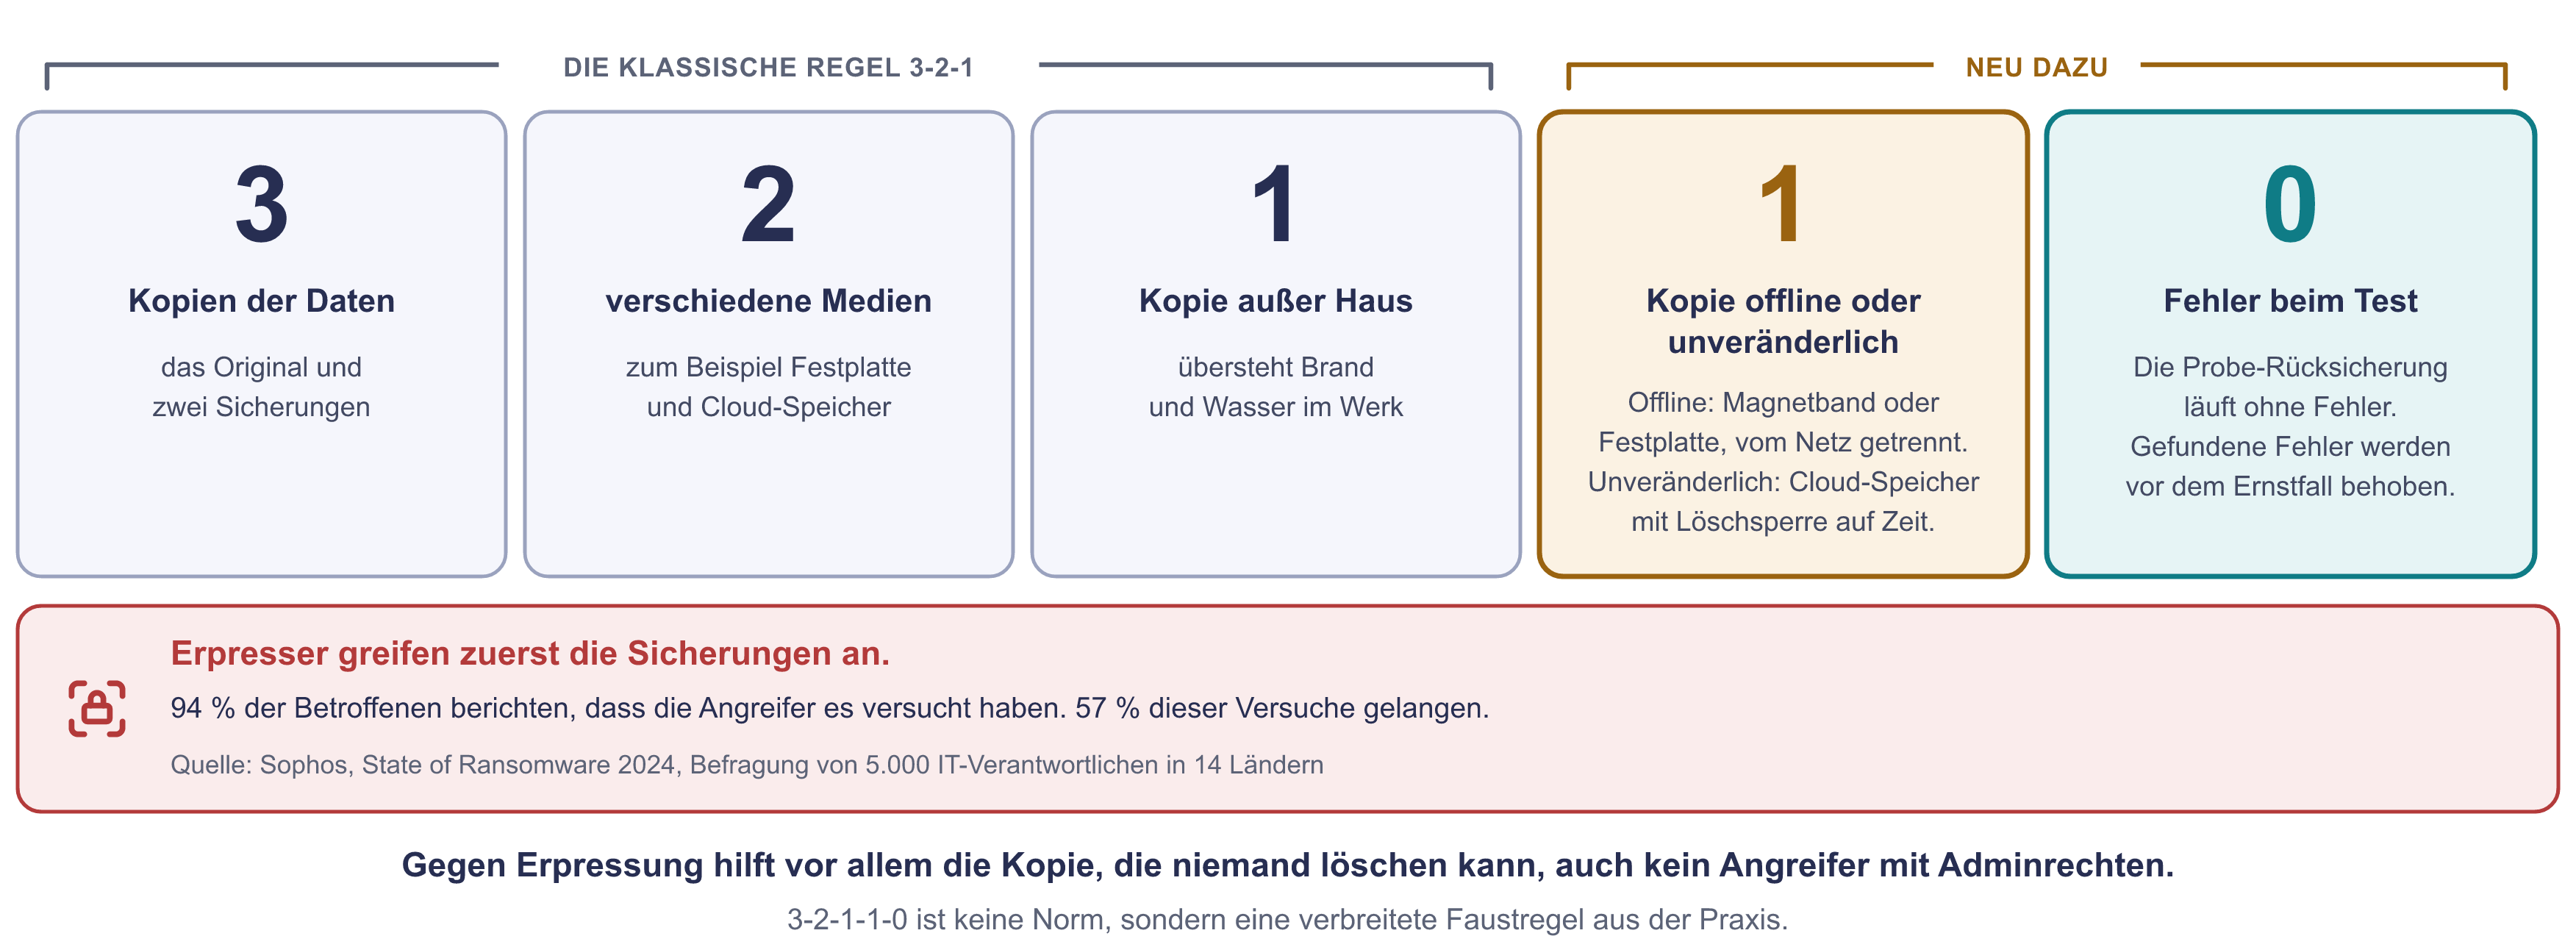 DIE KLASSISCHE REGEL 3-2-1
NEU DAZU
3
Kopien der Daten
das Original und
zwei Sicherungen
2
verschiedene Medien
zum Beispiel Festplatte
und Cloud-Speicher
1
Kopie außer Haus
übersteht Brand
und Wasser im Werk
1
Kopie offline oder
unveränderlich
Offline: Magnetband oder
Festplatte, vom Netz getrennt.
Unveränderlich: Cloud-Speicher
mit Löschsperre auf Zeit.
0
Fehler beim Test
Die Probe-Rücksicherung
läuft ohne Fehler.
Gefundene Fehler werden
vor dem Ernstfall behoben.
Erpresser greifen zuerst die Sicherungen an.
94 % der Betroffenen berichten, dass die Angreifer es versucht haben. 57 % dieser Versuche gelangen.
Quelle: Sophos, State of Ransomware 2024, Befragung von 5.000 IT-Verantwortlichen in 14 Ländern
Gegen Erpressung hilft vor allem die Kopie, die niemand löschen kann, auch kein Angreifer mit Adminrechten.
3-2-1-1-0 ist keine Norm, sondern eine verbreitete Faustregel aus der Praxis.